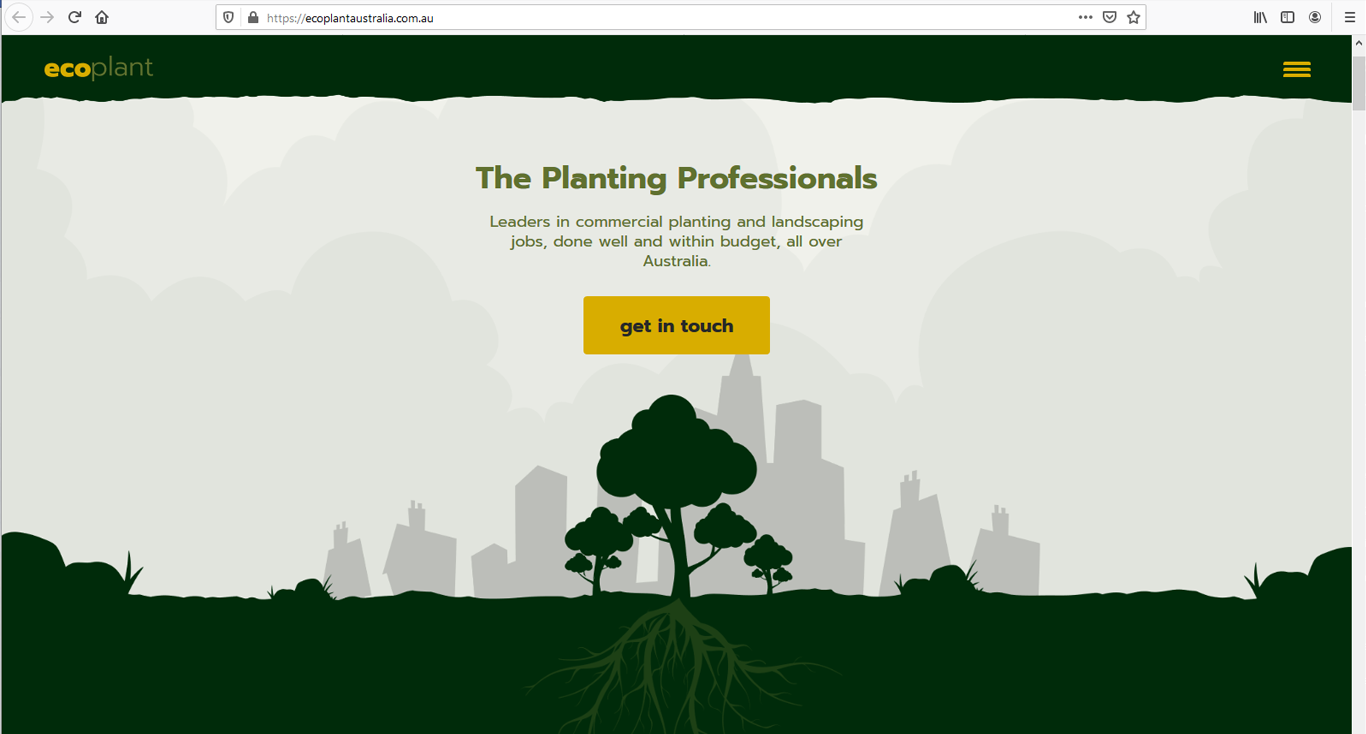 https://ecoplantaustralia.com.au
ecoplant
The Planting Professionals
Leaders in commercial planting and landscaping
jobs, done well and within budget, all over
Australia.
get in touch